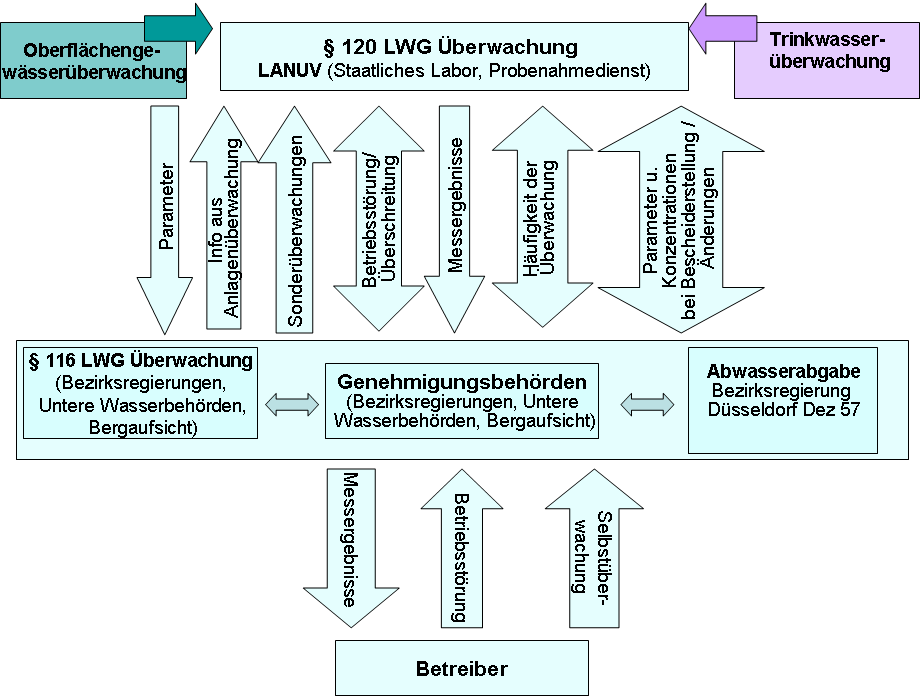 Oberflächenge-
wässerüberwachung
§ 120 LWG Überwachung
LANUV (Staatliches Labor, Probenahmedienst)
Trinkwasser-
überwachung
Parameter
Info aus
Anlagenüberwachung
Sonderüberwachungen
Betriebsstörung/
Überschreitung
Messergebnisse
Häufigkeit der
Überwachung
Parameter u.
Konzentrationen
bei Bescheiderstellung /
Änderungen
§ 116 LWG Überwachung
(Bezirksregierungen,
Untere Wasserbehörden,
Bergaufsicht)
Genehmigungsbehörden
(Bezirksregierungen, Untere
Wasserbehörden, Bergaufsicht)
Abwasserabgabe
Bezirksregierung
Düsseldorf Dez 57
Messergebnisse
Betriebsstörung
Selbstüber-
wachung
Betreiber